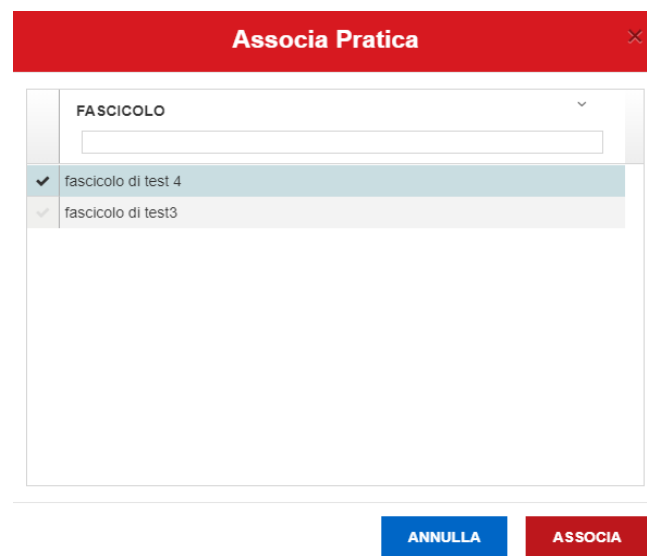 Associa Pratica
FASCICOLO
fascicolo di test 4
fascicolo di test3
ANNULLA
ASSOCIA